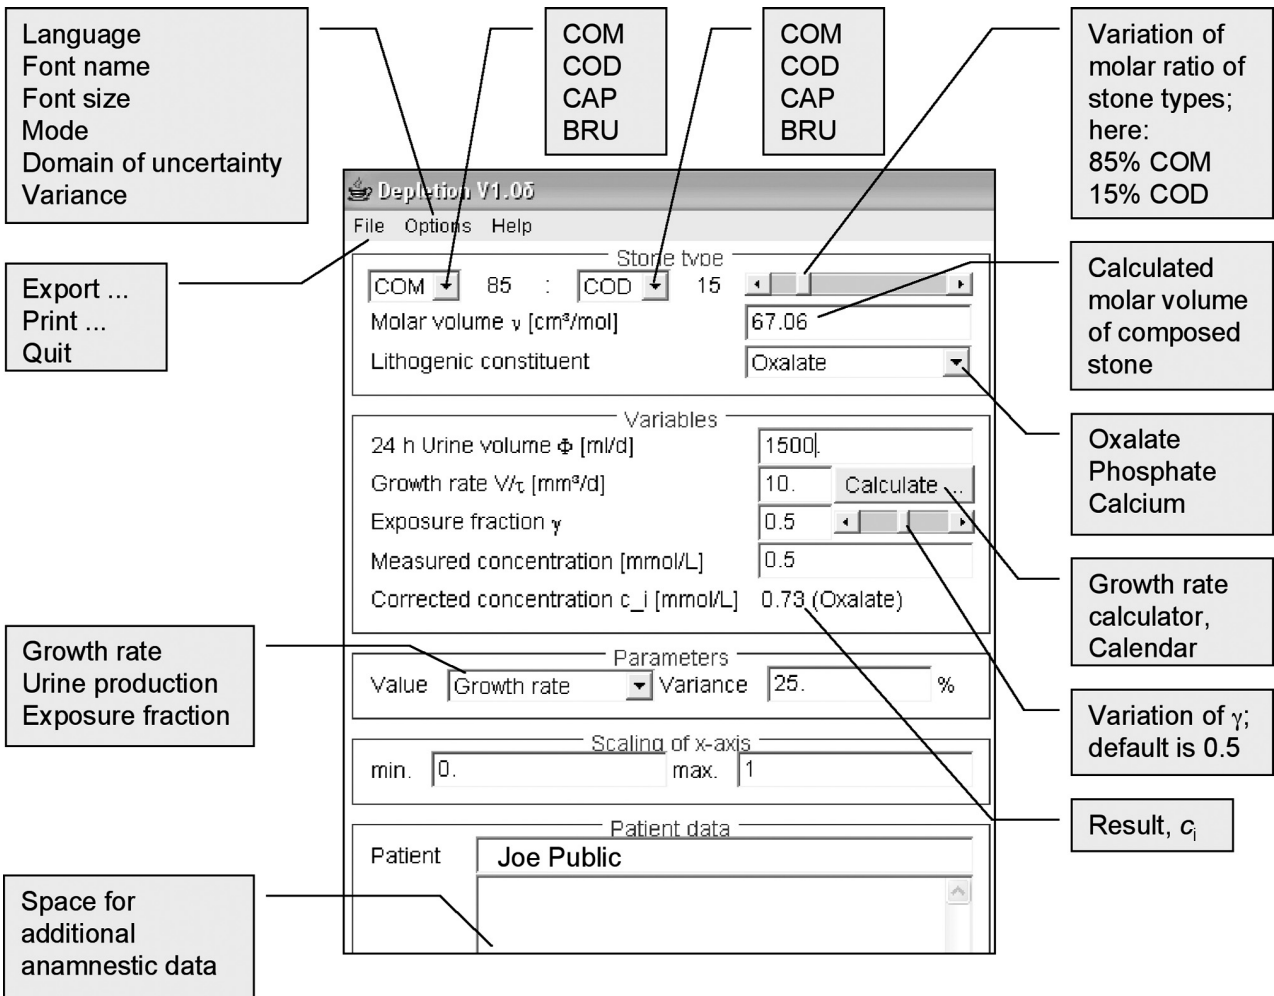 Language
Font name
Font size
Mode
Domain of uncertainty
Variance
COM
COD
CAP
BRU
COM
COD
CAP
BRU
Variation of
molar ratio of
stone types;
here:
85% COM
15% COD
Export ...
Print ...
Quit
Depletion V1.0δ
File Options Help
Stone type
COM 85 : COD 15
Molar volume ν [cm³/mol] 67.06
Lithogenic constituent Oxalate
Calculated
molar volume
of composed
stone
Variables
24 h Urine volume Φ [ml/d] 1500.
Growth rate V/τ [mm³/d] 10. Calculate ...
Exposure fraction γ 0.5
Measured concentration [mmol/L] 0.5
Corrected concentration c_i [mmol/L] 0.73 (Oxalate)
Oxalate
Phosphate
Calcium
Growth rate
calculator,
Calendar
Growth rate
Urine production
Exposure fraction
Parameters
Value Growth rate Variance 25. %
Variation of γ;
default is 0.5
Scaling of x-axis
min. 0. max. 1
Result, ci
Patient data
Patient Joe Public
Space for
additional
anamnestic data